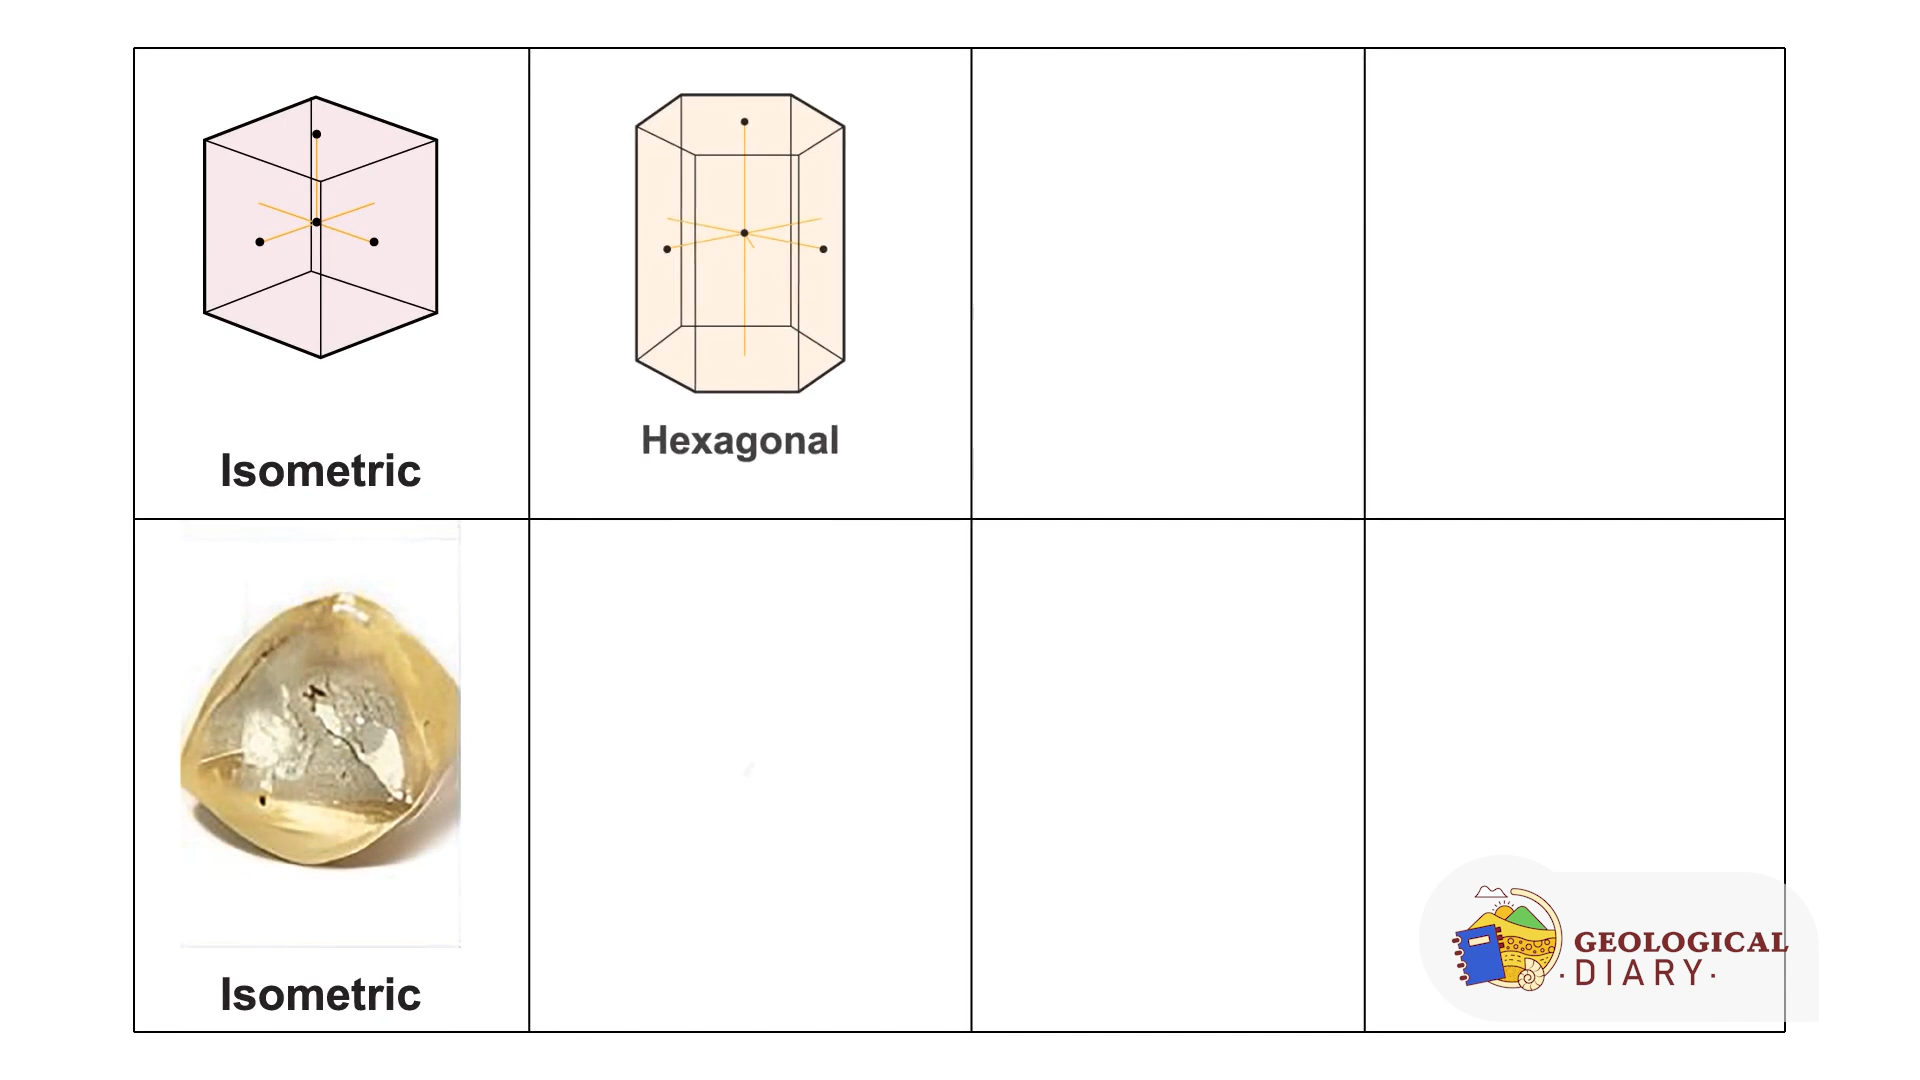 Isometric
Hexagonal
Isometric
GEOLOGICAL
· DIARY ·